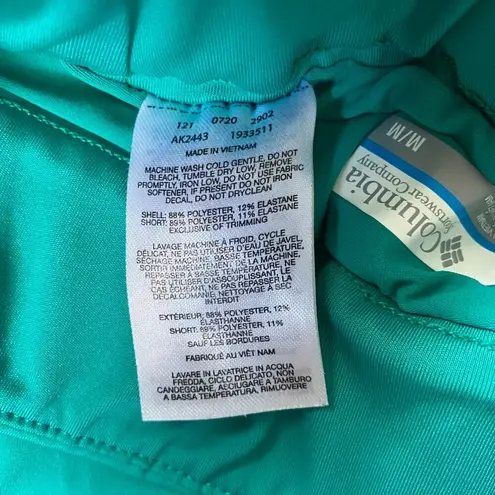 121 0720 2902
AK2443 1933511
MADE IN VIETNAM
MACHINE WASH COLD GENTLE, DO NOT
BLEACH, TUMBLE DRY LOW, REMOVE
PROMPTLY, IRON LOW, DO NOT USE FABRIC
SOFTENER, IF PRESENT DO NOT IRON
DECAL, DO NOT DRYCLEAN
SHELL: 88% POLYESTER, 12% ELASTANE
SHORT: 89% POLYESTER, 11% ELASTANE
EXCLUSIVE OF TRIMMING
LAVAGE MACHINE À FROID, CYCLE
DÉLICAT, NE PAS UTILISER D'EAU DE JAVEL,
SÉCHAGE MACHINE, BASSE TEMPÉRATURE,
SORTIR IMMÉDIATEMENT DE LA MACHINE,
REPASSER BASSE TEMPÉRATURE, NE
PAS UTILISER D'ASSOUPLISSANT, LE
CAS ÉCHÉANT, NE PAS REPASSER LA
DÉCALCOMANIE, NETTOYAGE À SEC
INTERDIT
EXTÉRIEUR: 88% POLYESTER, 12%
ÉLASTHANNE
SHORT: 89% POLYESTER, 11%
ÉLASTHANNE
SAUF LES BORDURES
FABRIQUÉ AU VIÊT NAM
LAVARE IN LAVATRICE IN ACQUA
FREDDA, CICLO DELICATO, NON
CANDEGGIARE, ASCIUGARE A TAMBURO
A BASSA TEMPERATURA, RIMUOVERE
M/M
Columbia
Sportswear Company